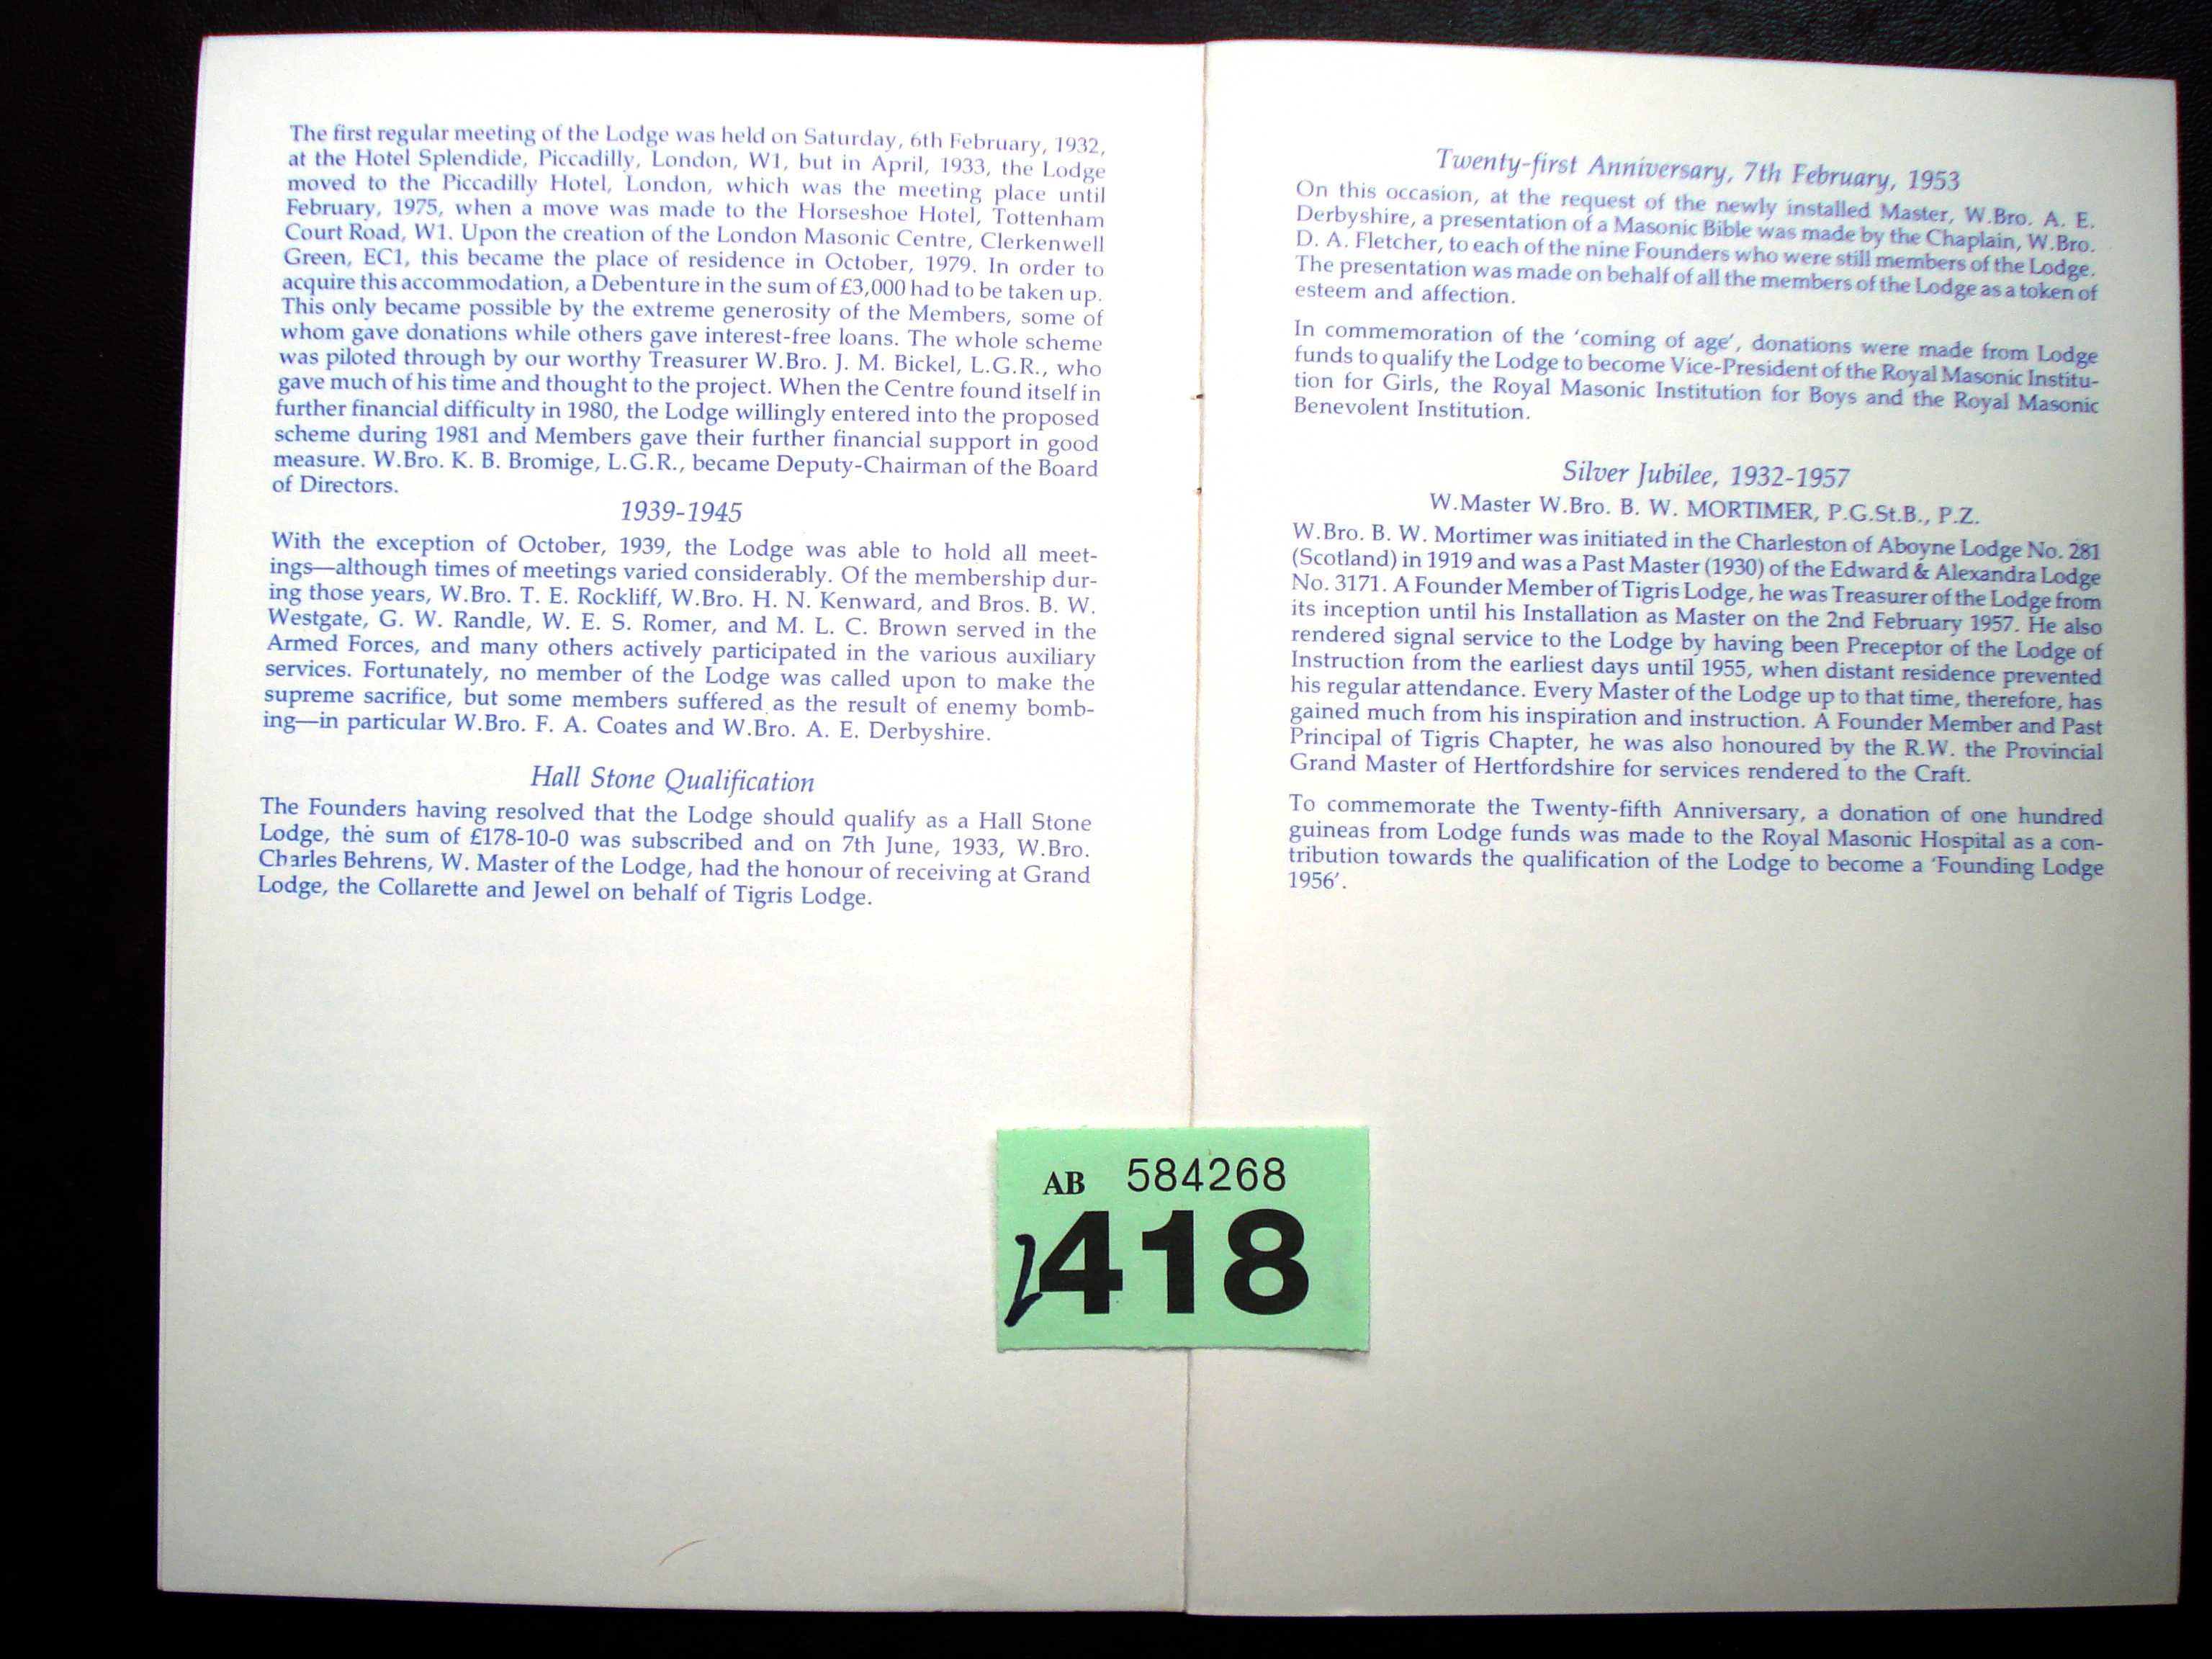 The first regular meeting of the Lodge was held on Saturday, 6th February, 1932,
at the Hotel Splendide, Piccadilly, London, W1, but in April, 1933, the Lodge
moved to the Piccadilly Hotel, London, which was the meeting place until
February, 1975, when a move was made to the Horseshoe Hotel, Tottenham
Court Road, W1. Upon the creation of the London Masonic Centre, Clerkenwell
Green, EC1, this became the place of residence in October, 1979. In order to
acquire this accommodation, a Debenture in the sum of £3,000 had to be taken up.
This only became possible by the extreme generosity of the Members, some of
whom gave donations while others gave interest-free loans. The whole scheme
was piloted through by our worthy Treasurer W.Bro. J. M. Bickel, L.G.R., who
gave much of his time and thought to the project. When the Centre found itself in
further financial difficulty in 1980, the Lodge willingly entered into the proposed
scheme during 1981 and Members gave their further financial support in good
measure. W.Bro. K. B. Bromige, L.G.R., became Deputy-Chairman of the Board
of Directors.
1939-1945
With the exception of October, 1939, the Lodge was able to hold all meet-
ings—although times of meetings varied considerably. Of the membership dur-
ing those years, W.Bro. T. E. Rockliff, W.Bro. H. N. Kenward, and Bros. B. W.
Westgate, G. W. Randle, W. E. S. Romer, and M. L. C. Brown served in the
Armed Forces, and many others actively participated in the various auxiliary
services. Fortunately, no member of the Lodge was called upon to make the
supreme sacrifice, but some members suffered as the result of enemy bomb-
ing—in particular W.Bro. F. A. Coates and W.Bro. A. E. Derbyshire.
Hall Stone Qualification
The Founders having resolved that the Lodge should qualify as a Hall Stone
Lodge, the sum of £178-10-0 was subscribed and on 7th June, 1933, W.Bro.
Charles Behrens, W. Master of the Lodge, had the honour of receiving at Grand
Lodge, the Collarette and Jewel on behalf of Tigris Lodge.
Twenty-first Anniversary, 7th February, 1953
On this occasion, at the request of the newly installed Master, W.Bro. A. E.
Derbyshire, a presentation of a Masonic Bible was made by the Chaplain, W.Bro.
D. A. Fletcher, to each of the nine Founders who were still members of the Lodge.
The presentation was made on behalf of all the members of the Lodge as a token of
esteem and affection.
In commemoration of the ‘coming of age’, donations were made from Lodge
funds to qualify the Lodge to become Vice-President of the Royal Masonic Institu-
tion for Girls, the Royal Masonic Institution for Boys and the Royal Masonic
Benevolent Institution.
Silver Jubilee, 1932-1957
W.Master W.Bro. B. W. MORTIMER, P.G.St.B., P.Z.
W.Bro. B. W. Mortimer was initiated in the Charleston of Aboyne Lodge No. 281
(Scotland) in 1919 and was a Past Master (1930) of the Edward & Alexandra Lodge
No. 3171. A Founder Member of Tigris Lodge, he was Treasurer of the Lodge from
its inception until his Installation as Master on the 2nd February 1957. He also
rendered signal service to the Lodge by having been Preceptor of the Lodge of
Instruction from the earliest days until 1955, when distant residence prevented
his regular attendance. Every Master of the Lodge up to that time, therefore, has
gained much from his inspiration and instruction. A Founder Member and Past
Principal of Tigris Chapter, he was also honoured by the R.W. the Provincial
Grand Master of Hertfordshire for services rendered to the Craft.
To commemorate the Twenty-fifth Anniversary, a donation of one hundred
guineas from Lodge funds was made to the Royal Masonic Hospital as a con-
tribution towards the qualification of the Lodge to become a ‘Founding Lodge
1956’.
AB 584268
2418